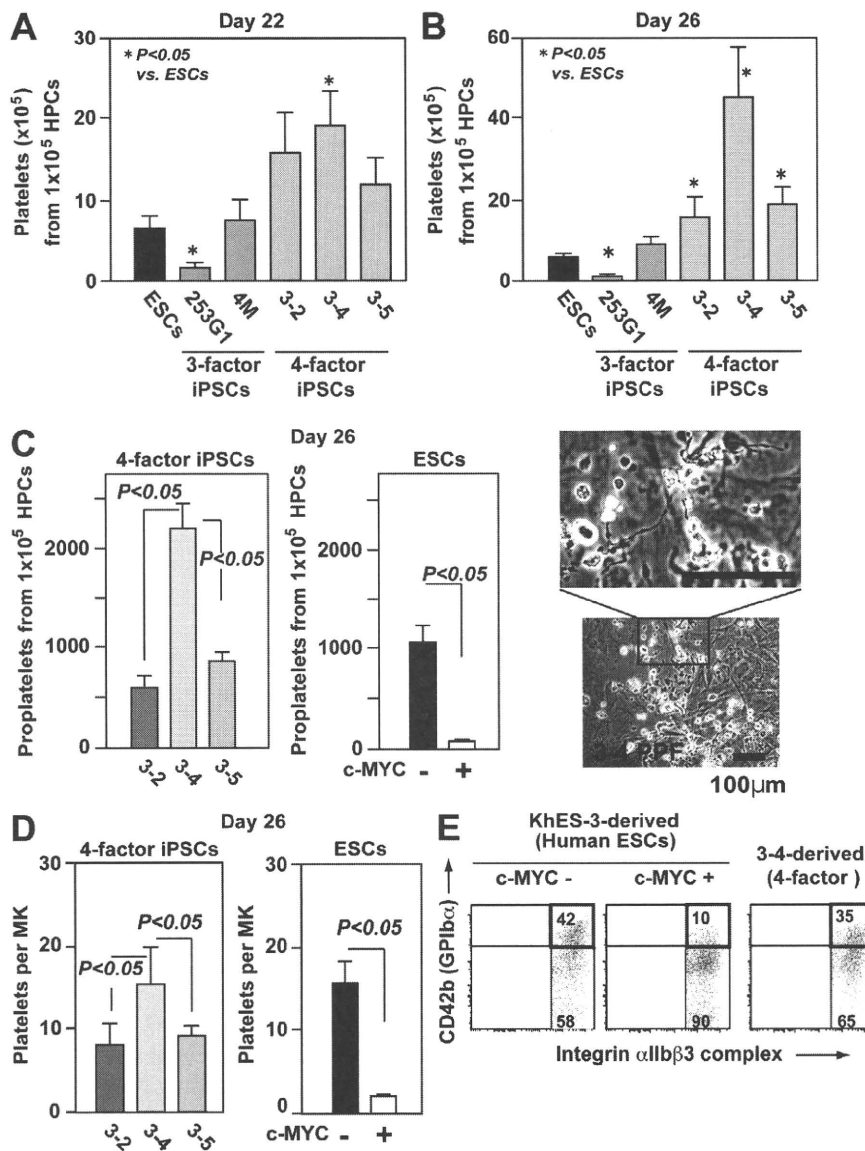 A
Day 22
* P<0.05
vs. ESCs
Platelets (x10⁵)
from 1x10⁵ HPCs
30
20
10
0
ESCs
253G1
4M
3-2
3-4
3-5
3-factor
iPSCs
4-factor
iPSCs
*
*
B
Day 26
* P<0.05
vs. ESCs
Platelets (x10⁵)
from 1x10⁵ HPCs
60
40
20
0
ESCs
253G1
4M
3-2
3-4
3-5
3-factor
iPSCs
4-factor
iPSCs
*
*
*
*
C
Day 26
4-factor iPSCs
Proplatelets from 1x10⁵ HPCs
2000
1000
0
P<0.05
P<0.05
3-2
3-4
3-5
ESCs
Proplatelets from 1x10⁵ HPCs
2000
1000
0
P<0.05
c-MYC - +
PPF
100μm
D
Day 26
4-factor iPSCs
Platelets per MK
30
20
10
0
P<0.05
P<0.05
3-2
3-4
3-5
ESCs
Platelets per MK
30
20
10
0
P<0.05
c-MYC - +
E
KhES-3-derived
(Human ESCs)
c-MYC -
c-MYC +
3-4-derived
(4-factor )
CD42b (GPIbα)
42
58
10
90
35
65
Integrin αIIbβ3 complex